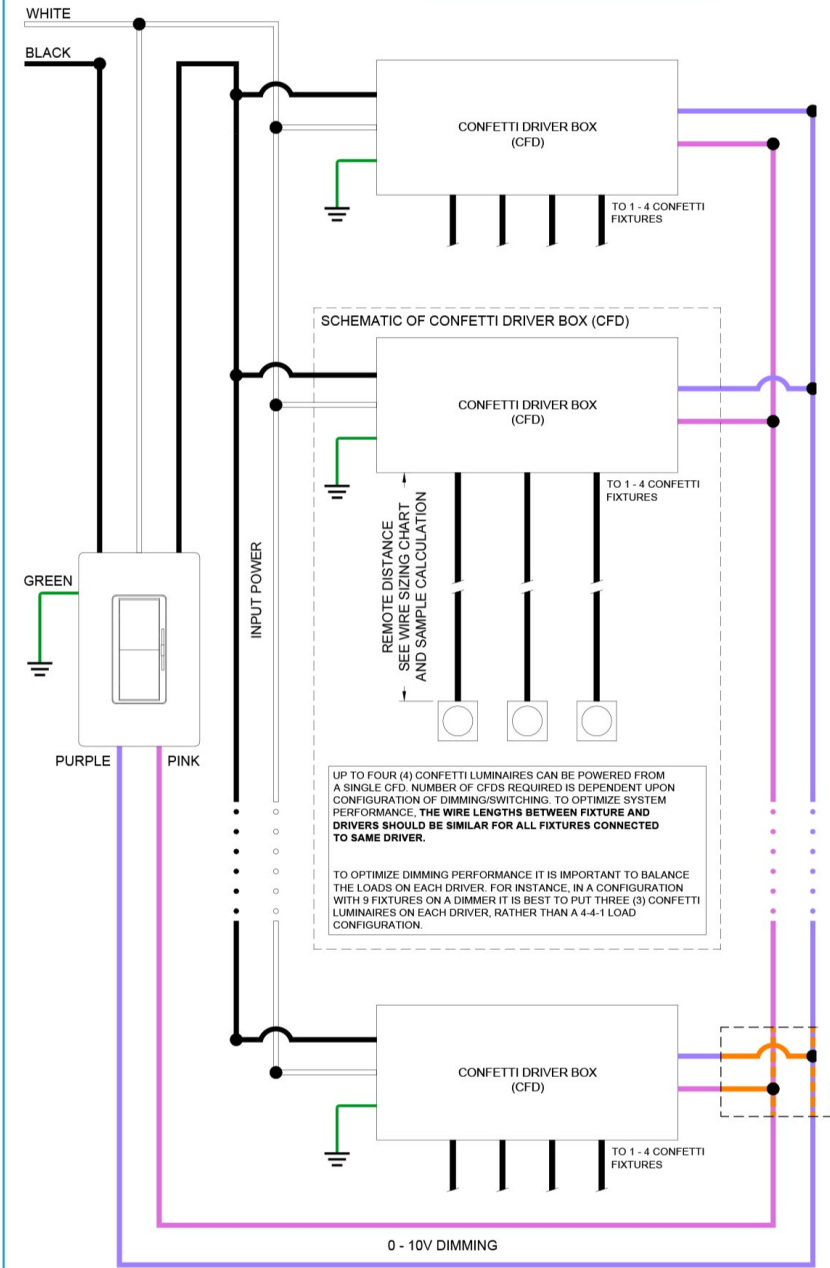 WHITE
BLACK
CONFETTI DRIVER BOX
(CFD)
TO 1 - 4 CONFETTI
FIXTURES
SCHEMATIC OF CONFETTI DRIVER BOX (CFD)
CONFETTI DRIVER BOX
(CFD)
TO 1 - 4 CONFETTI
FIXTURES
REMOTE DISTANCE
SEE WIRE SIZING CHART
AND SAMPLE CALCULATION
INPUT POWER
GREEN
PURPLE
PINK
UP TO FOUR (4) CONFETTI LUMINAIRES CAN BE POWERED FROM
A SINGLE CFD. NUMBER OF CFDS REQUIRED IS DEPENDENT UPON
CONFIGURATION OF DIMMING/SWITCHING. TO OPTIMIZE SYSTEM
PERFORMANCE, THE WIRE LENGTHS BETWEEN FIXTURE AND
DRIVERS SHOULD BE SIMILAR FOR ALL FIXTURES CONNECTED
TO SAME DRIVER.
TO OPTIMIZE DIMMING PERFORMANCE IT IS IMPORTANT TO BALANCE
THE LOADS ON EACH DRIVER. FOR INSTANCE, IN A CONFIGURATION
WITH 9 FIXTURES ON A DIMMER IT IS BEST TO PUT THREE (3) CONFETTI
LUMINAIRES ON EACH DRIVER, RATHER THAN A 4-4-1 LOAD
CONFIGURATION.
CONFETTI DRIVER BOX
(CFD)
TO 1 - 4 CONFETTI
FIXTURES
0 - 10V DIMMING